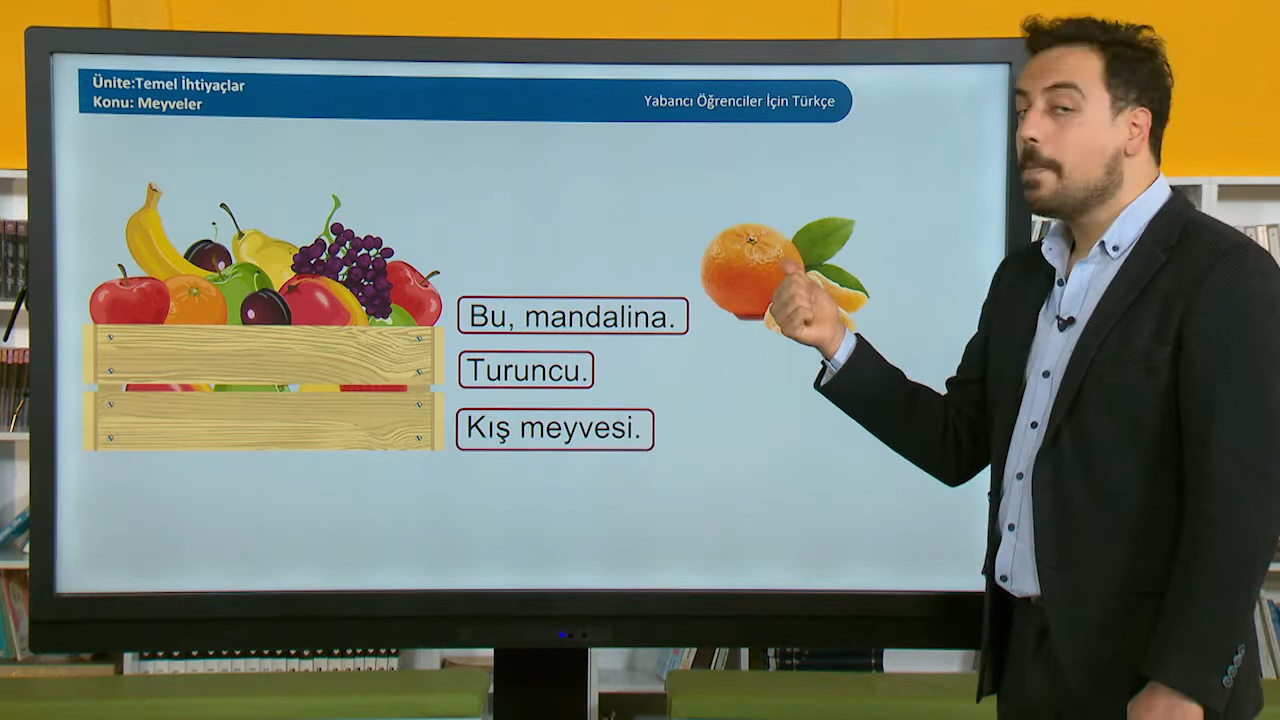 Ünite:Temel İhtiyaçlar
Konu: Meyveler
Yabancı Öğrenciler İçin Türkçe
Bu, mandalina.
Turuncu.
Kış meyvesi.